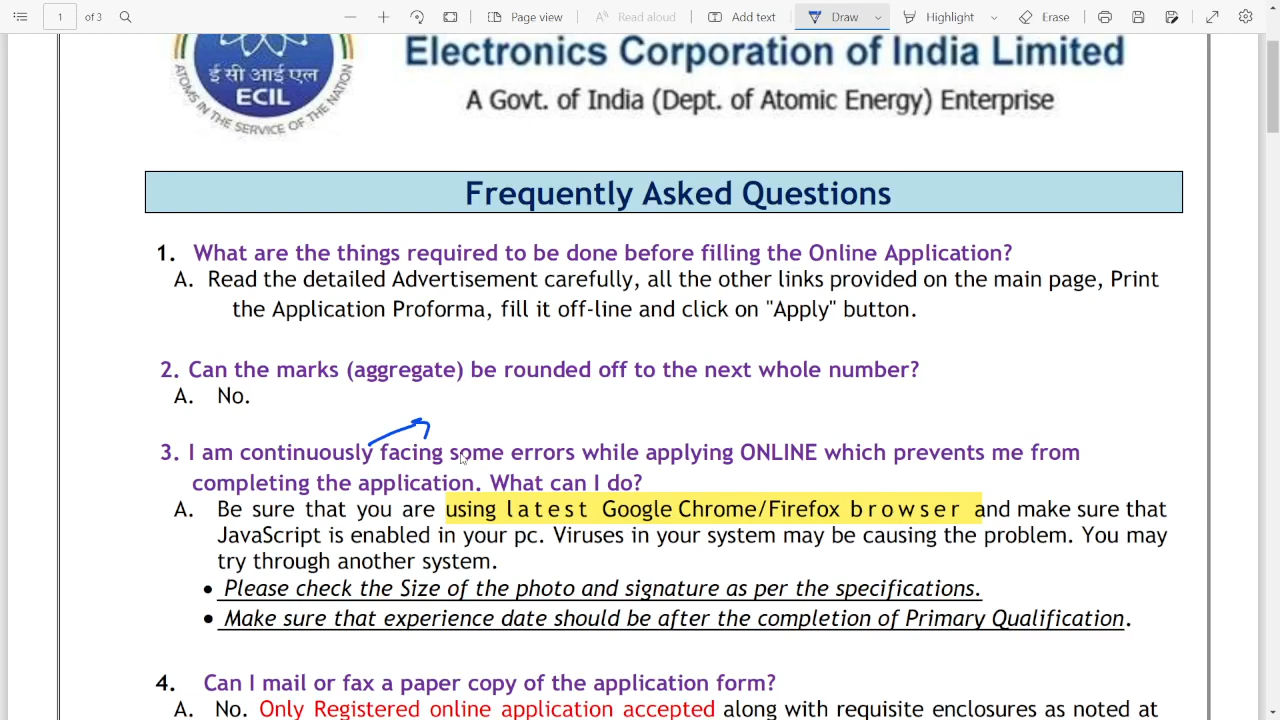 1 of 3 Page view Read aloud Add text Draw Highlight Erase
Electronics Corporation of India Limited
A Govt. of India (Dept. of Atomic Energy) Enterprise
ई सी आई एल
ECIL
ATOMS IN THE SERVICE OF THE NATION
Frequently Asked Questions
1. What are the things required to be done before filling the Online Application?
A. Read the detailed Advertisement carefully, all the other links provided on the main page, Print
the Application Proforma, fill it off-line and click on "Apply" button.
2. Can the marks (aggregate) be rounded off to the next whole number?
A. No.
3. I am continuously facing some errors while applying ONLINE which prevents me from
completing the application. What can I do?
A. Be sure that you are using latest Google Chrome/Firefox browser and make sure that
JavaScript is enabled in your pc. Viruses in your system may be causing the problem. You may
try through another system.
• Please check the Size of the photo and signature as per the specifications.
• Make sure that experience date should be after the completion of Primary Qualification.
4. Can I mail or fax a paper copy of the application form?
A. No. Only Registered online application accepted along with requisite enclosures as noted at